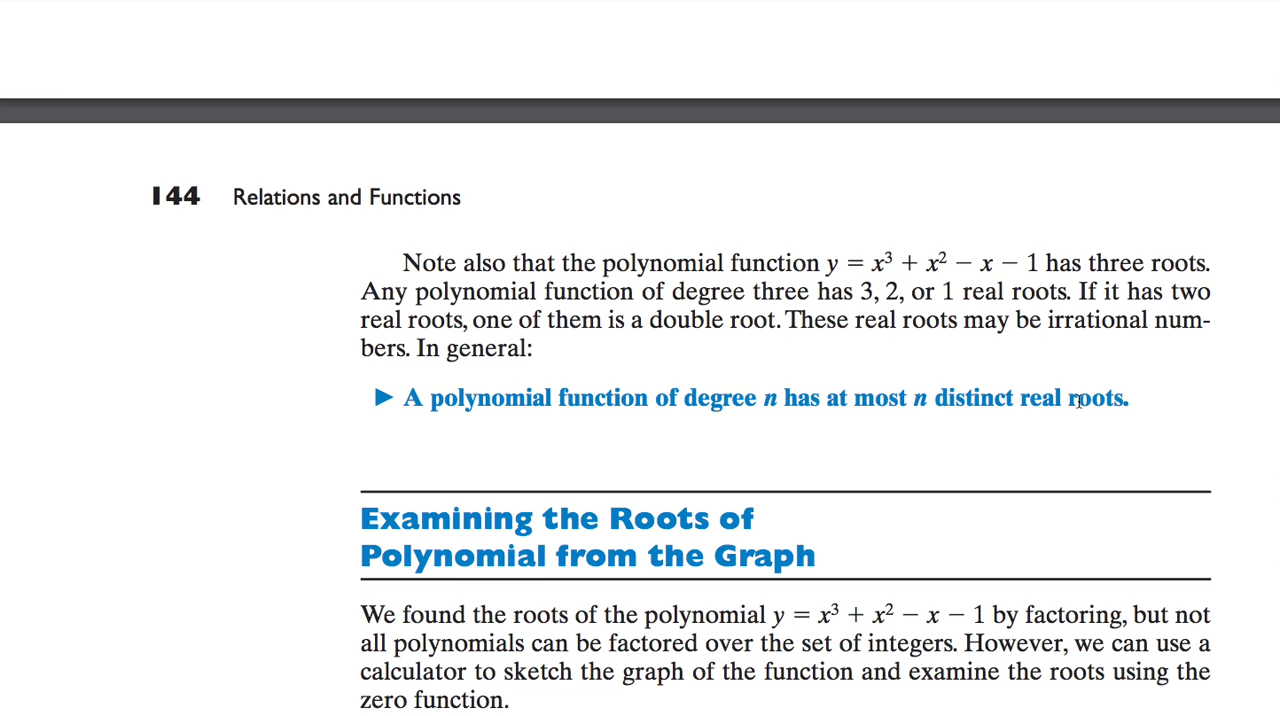 144 Relations and Functions
Note also that the polynomial function y = x³ + x² − x − 1 has three roots.
Any polynomial function of degree three has 3, 2, or 1 real roots. If it has two
real roots, one of them is a double root. These real roots may be irrational num-
bers. In general:
▶ A polynomial function of degree n has at most n distinct real roots.
Examining the Roots of
Polynomial from the Graph
We found the roots of the polynomial y = x³ + x² − x − 1 by factoring, but not
all polynomials can be factored over the set of integers. However, we can use a
calculator to sketch the graph of the function and examine the roots using the
zero function.